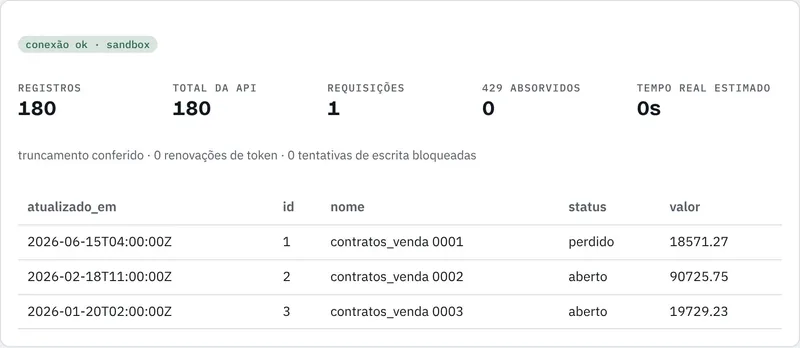 conexão ok · sandbox
REGISTROS TOTAL DA API REQUISIÇÕES 429 ABSORVIDOS TEMPO REAL ESTIMADO
180 180 1 0 0s
truncamento conferido · 0 renovações de token · 0 tentativas de escrita bloqueadas
atualizado_em id nome status valor
2026-06-15T04:00:00Z 1 contratos_venda 0001 perdido 18571.27
2026-02-18T11:00:00Z 2 contratos_venda 0002 aberto 90725.75
2026-01-20T02:00:00Z 3 contratos_venda 0003 aberto 19729.23